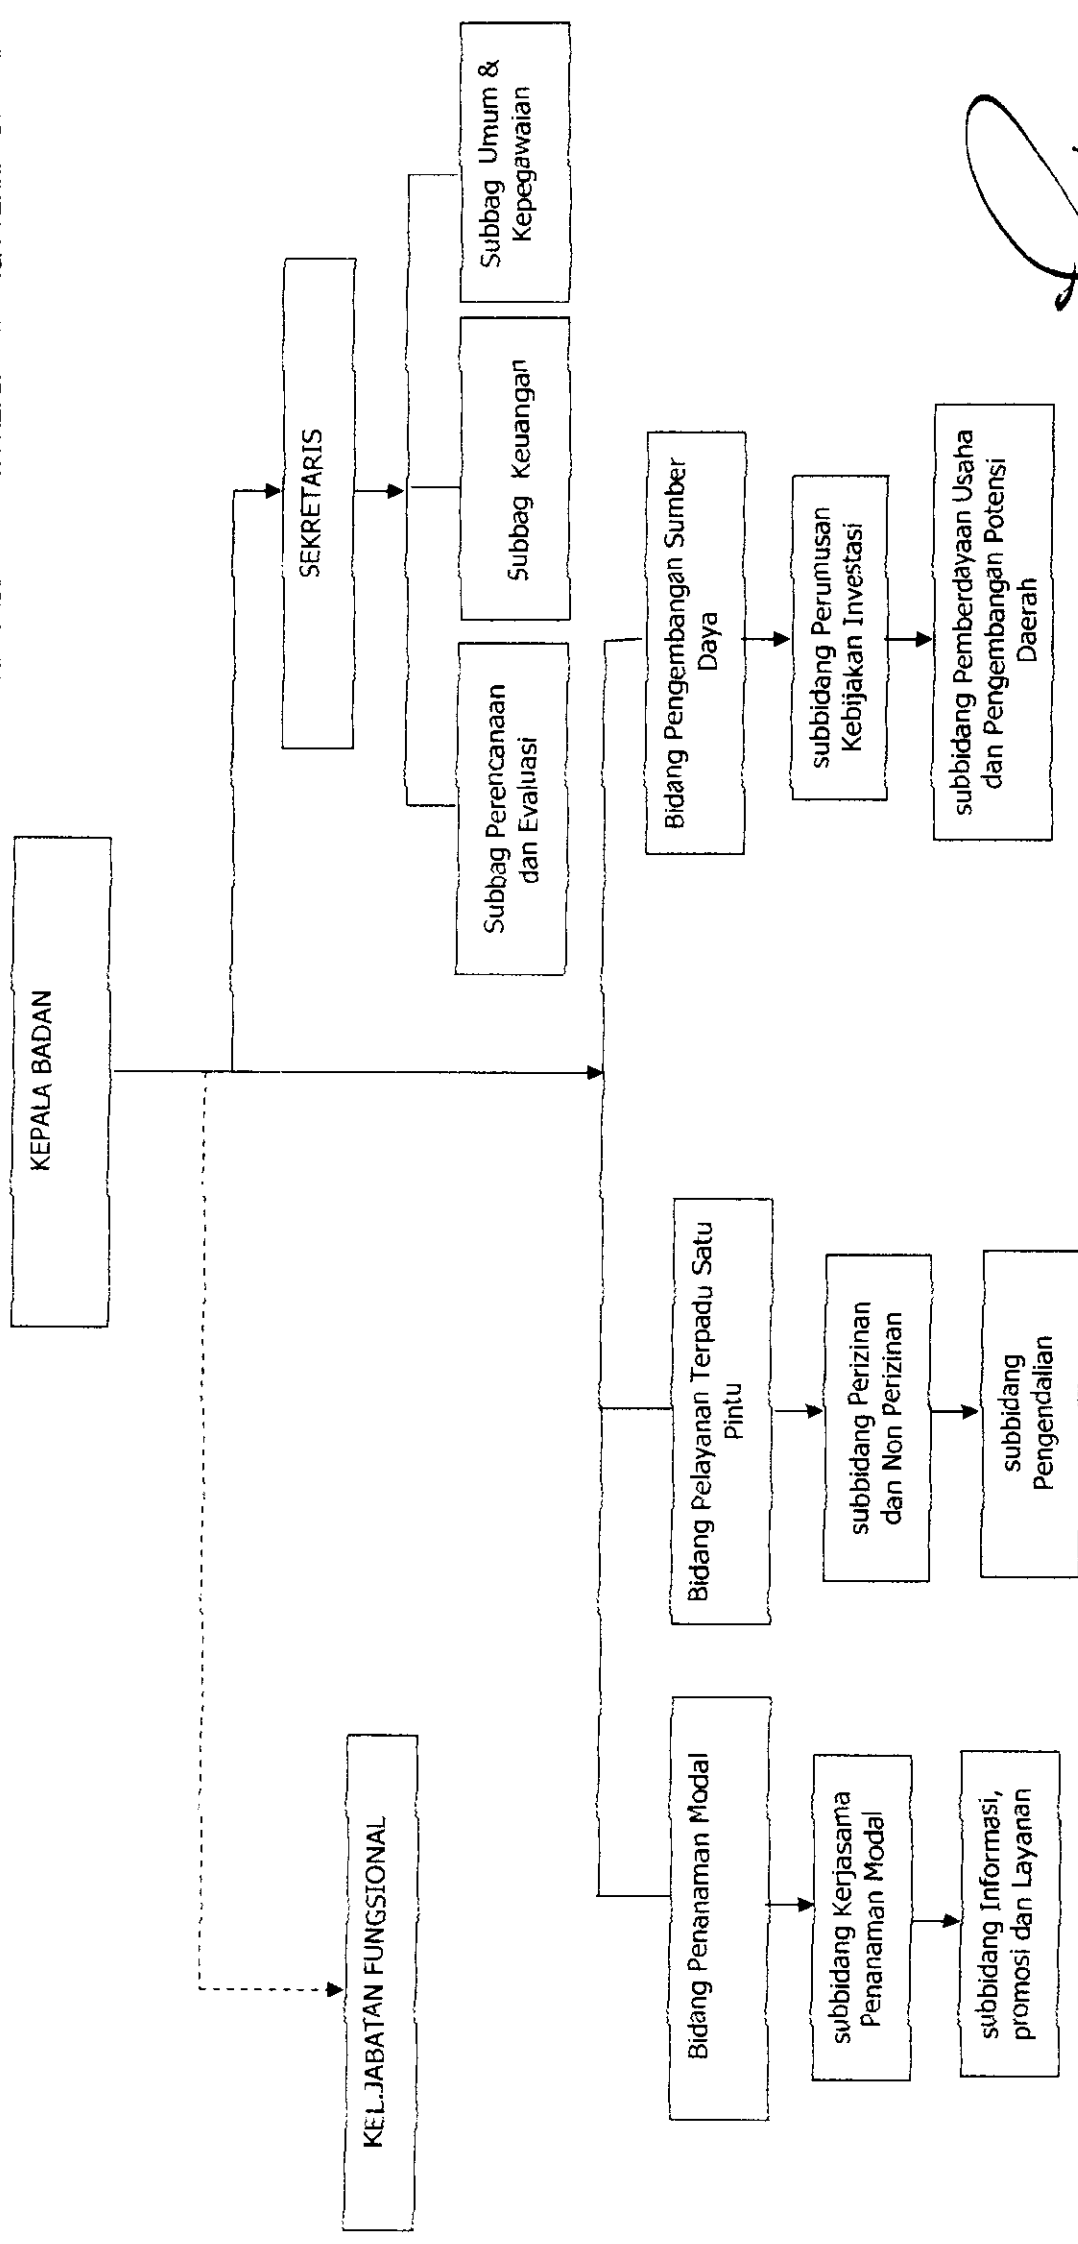 KEPALA BADAN
SEKRETARIS
KEL.JABATAN FUNGSIONAL
Subbag Perencanaan
dan Evaluasi
Subbag Keuangan
Subbag Umum &
Kepegawaian
Bidang Penanaman Modal
Bidang Pelayanan Terpadu Satu
Pintu
Bidang Pengembangan Sumber
Daya
subbidang Kerjasama
Penanaman Modal
subbidang Perizinan
dan Non Perizinan
subbidang Perumusan
Kebijakan Investasi
subbidang Informasi,
promosi dan Layanan
subbidang
Pengendalian
subbidang Pemberdayaan Usaha
dan Pengembangan Potensi
Daerah